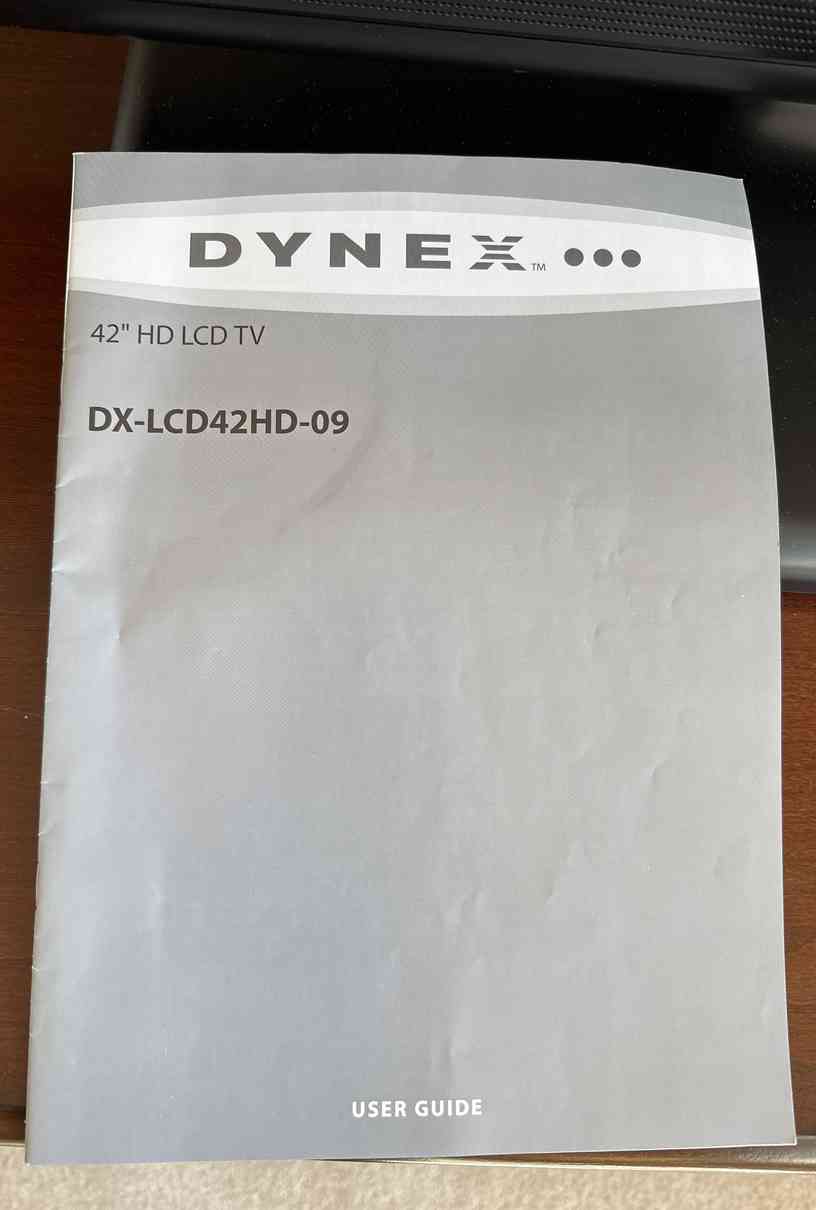 DYNEX™
42" HD LCD TV
DX-LCD42HD-09
USER GUIDE